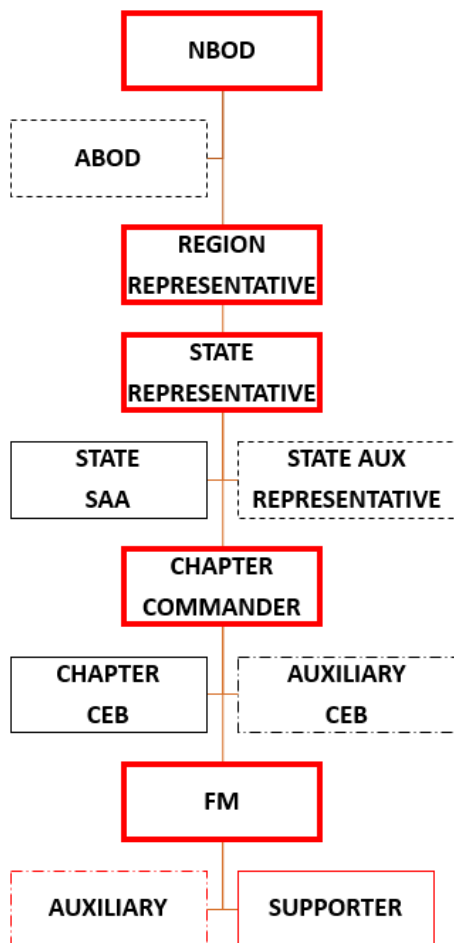 NBOD
ABOD
REGION
REPRESENTATIVE
STATE
REPRESENTATIVE
STATE
SAA
STATE AUX
REPRESENTATIVE
CHAPTER
COMMANDER
CHAPTER
CEB
AUXILIARY
CEB
FM
AUXILIARY
SUPPORTER